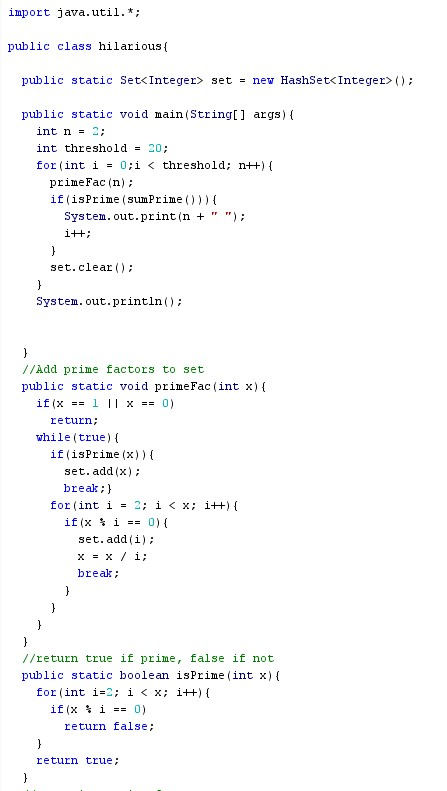 import java.util.*;
public class hilarious{
public static Set<Integer> set = new HashSet<Integer>();
public static void main(String[] args){
int n = 2;
int threshold = 20;
for(int i = 0;i < threshold; n++){
primeFac(n);
if(isPrime(sumPrime())){
System.out.print(n + " ");
i++;
}
set.clear();
}
System.out.println();
}
//Add prime factors to set
public static void primeFac(int x){
if(x == 1 || x == 0)
return;
while(true){
if(isPrime(x)){
set.add(x);
break;}
for(int i = 2; i < x; i++){
if(x % i == 0){
set.add(i);
x = x / i;
break;
}
}
}
}
//return true if prime, false if not
public static boolean isPrime(int x){
for(int i=2; i < x; i++){
if(x % i == 0)
return false;
}
return true;
}